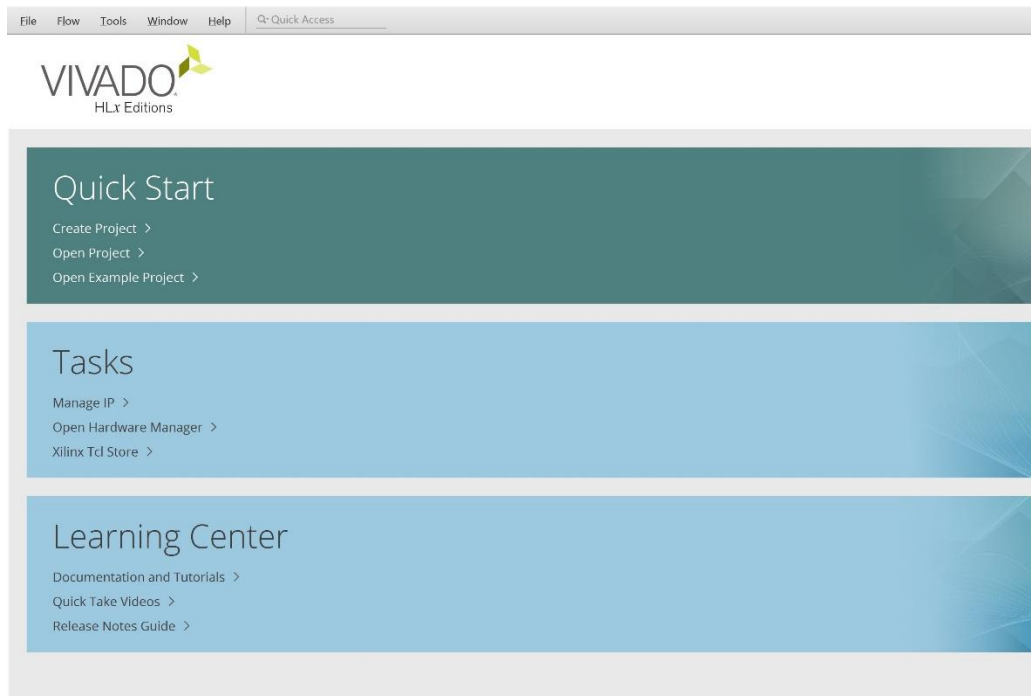 File Flow Tools Window Help Quick Access
VIVADO
HLx Editions
Quick Start
Create Project >
Open Project >
Open Example Project >
Tasks
Manage IP >
Open Hardware Manager >
Xilinx Tcl Store >
Learning Center
Documentation and Tutorials >
Quick Take Videos >
Release Notes Guide >